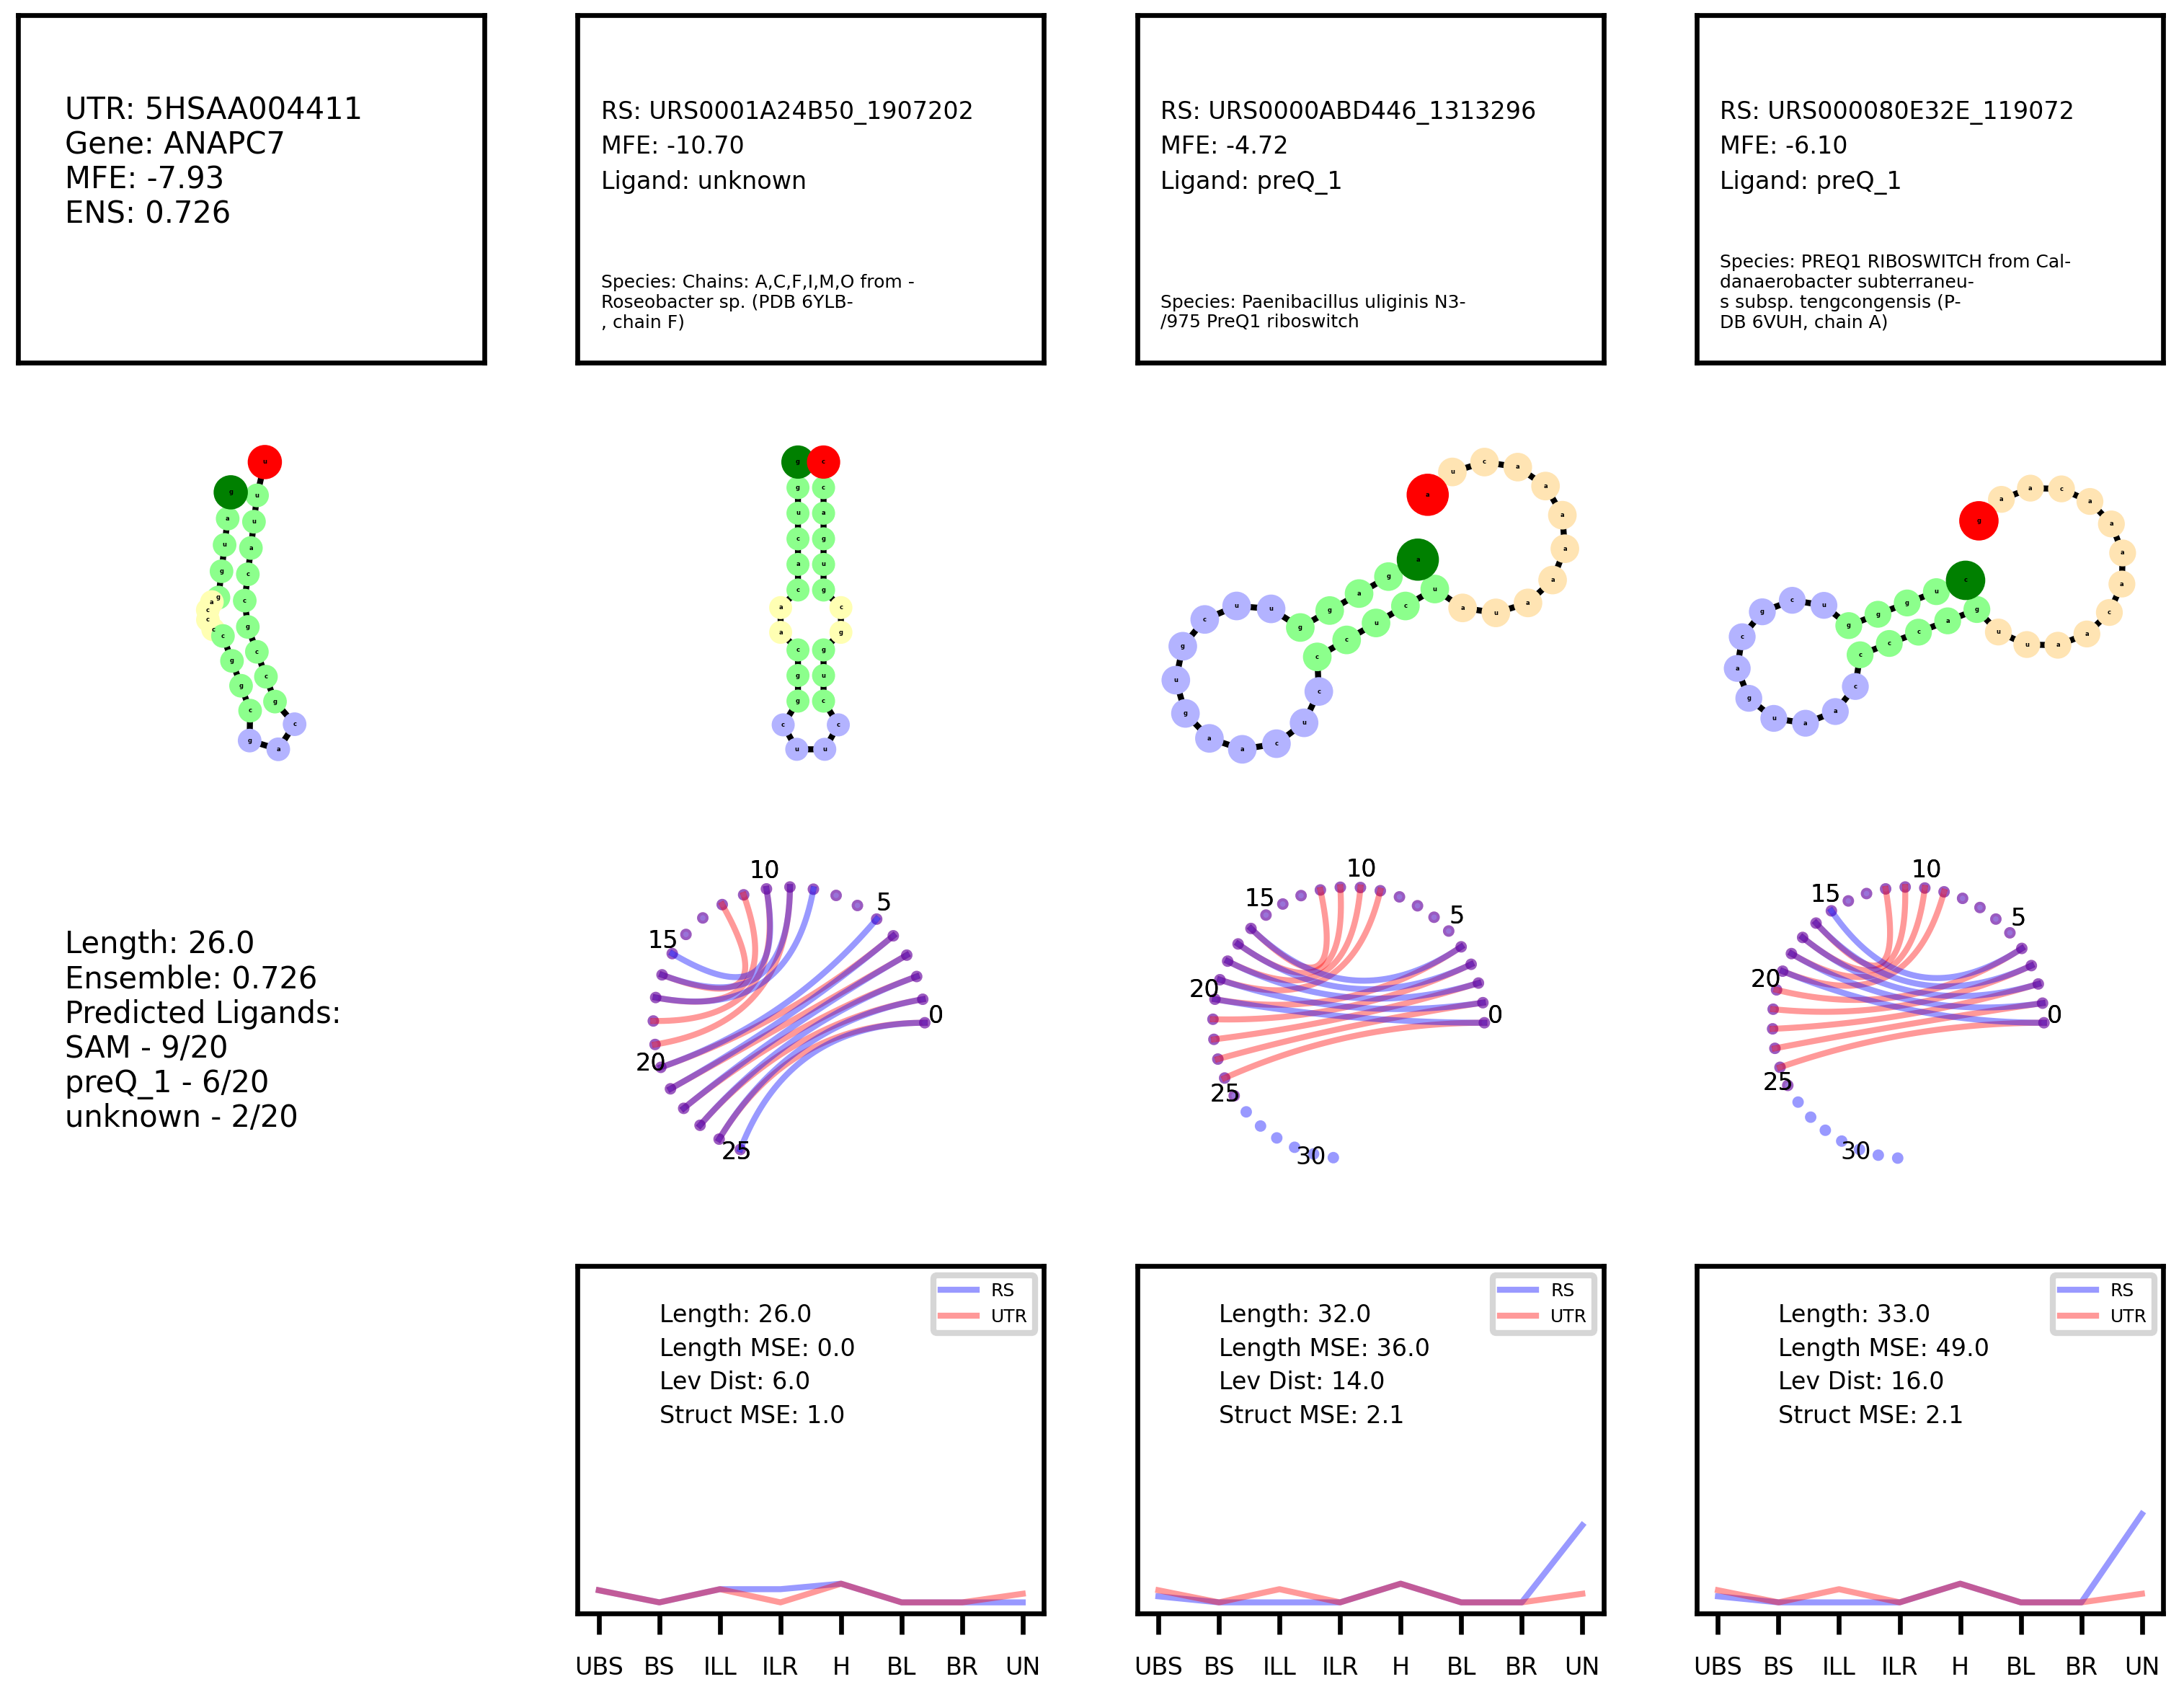 UTR: 5HSAA004411
Gene: ANAPC7
MFE: -7.93
ENS: 0.726
RS: URS0001A24B50_1907202
MFE: -10.70
Ligand: unknown
Species: Chains: A,C,F,I,M,O from -
Roseobacter sp. (PDB 6YLB-
, chain F)
RS: URS0000ABD446_1313296
MFE: -4.72
Ligand: preQ_1
Species: Paenibacillus uliginis N3-
/975 PreQ1 riboswitch
RS: URS000080E32E_119072
MFE: -6.10
Ligand: preQ_1
Species: PREQ1 RIBOSWITCH from Cal-
danaerobacter subterraneu-
s subsp. tengcongensis (P-
DB 6VUH, chain A)
Length: 26.0
Ensemble: 0.726
Predicted Ligands:
SAM - 9/20
preQ_1 - 6/20
unknown - 2/20
0
5
10
15
20
25
0
5
10
15
20
25
30
0
5
10
15
20
25
30
RS
UTR
Length: 26.0
Length MSE: 0.0
Lev Dist: 6.0
Struct MSE: 1.0
UBS BS ILL ILR H BL BR UN
RS
UTR
Length: 32.0
Length MSE: 36.0
Lev Dist: 14.0
Struct MSE: 2.1
UBS BS ILL ILR H BL BR UN
RS
UTR
Length: 33.0
Length MSE: 49.0
Lev Dist: 16.0
Struct MSE: 2.1
UBS BS ILL ILR H BL BR UN